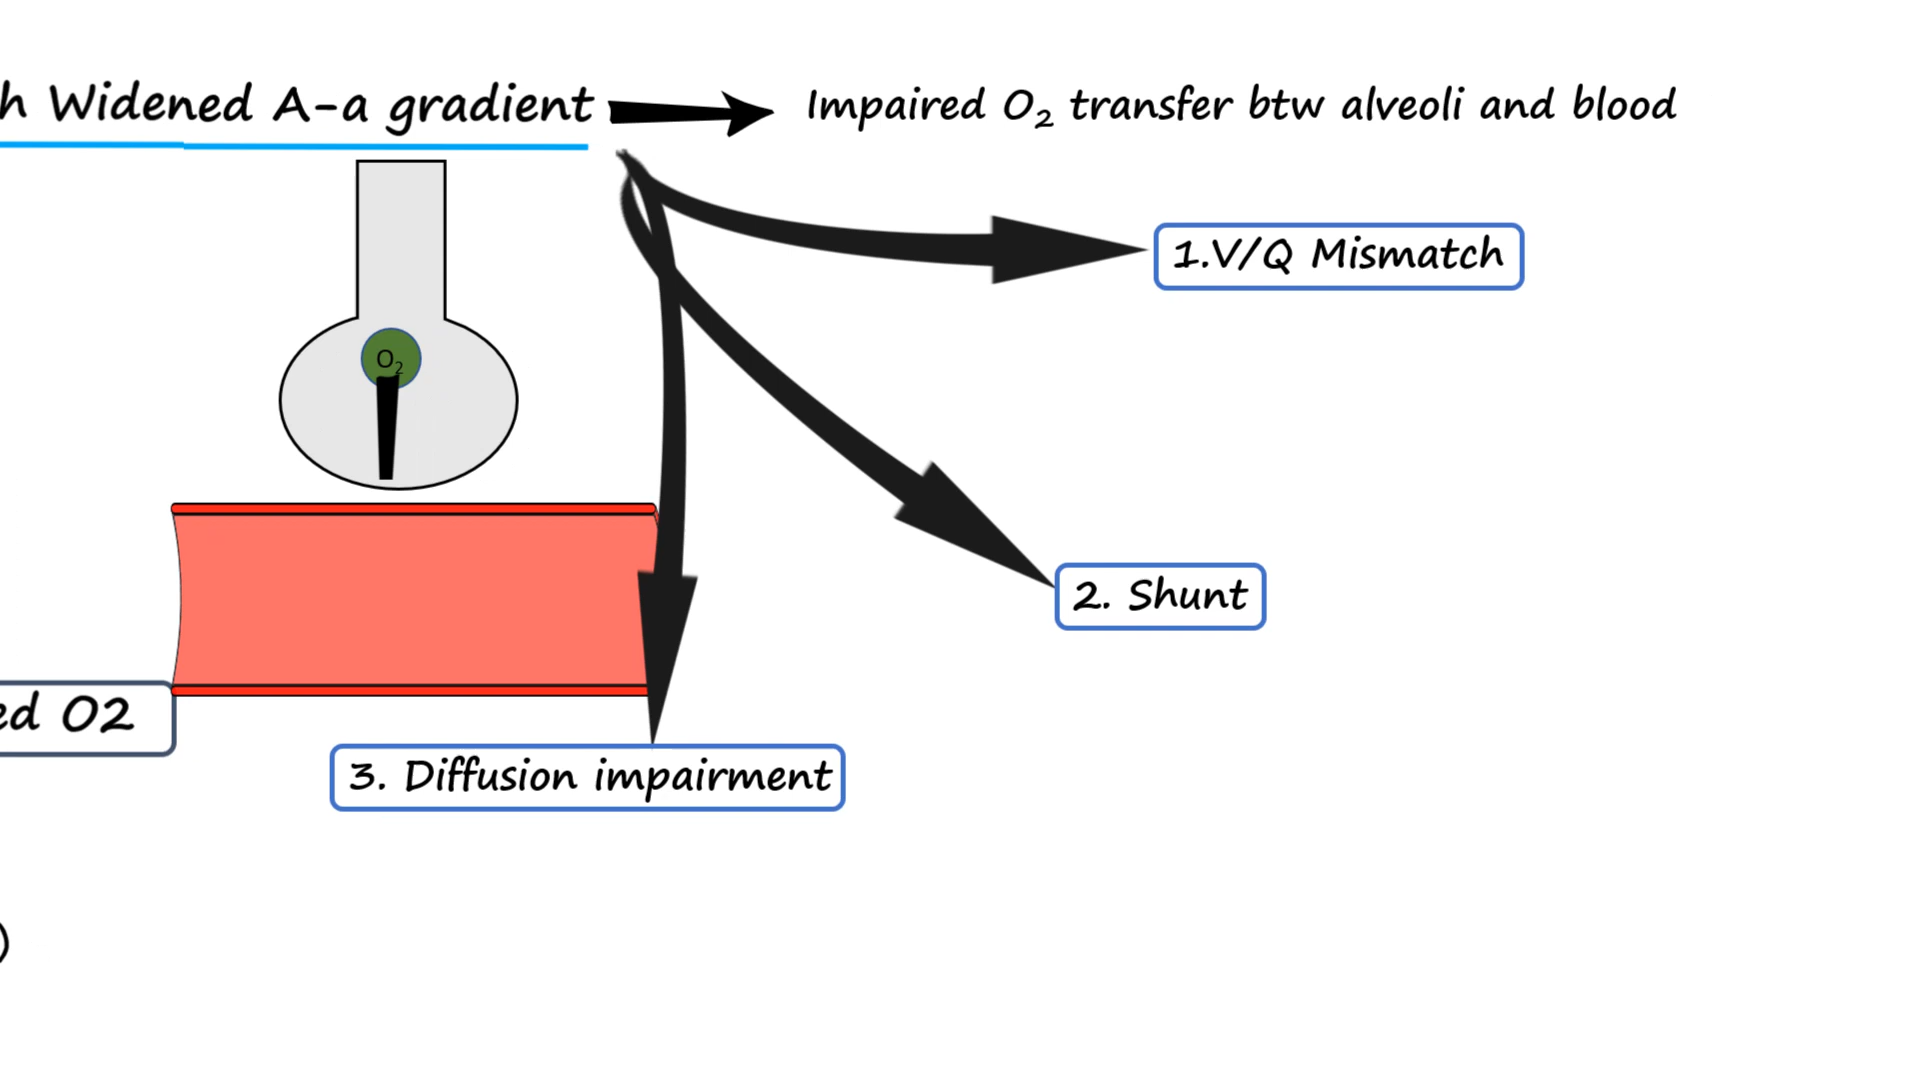 h Widened A-a gradient
Impaired O₂ transfer btw alveoli and blood
1.V/Q Mismatch
O₂
2. Shunt
ed O2
3. Diffusion impairment
)